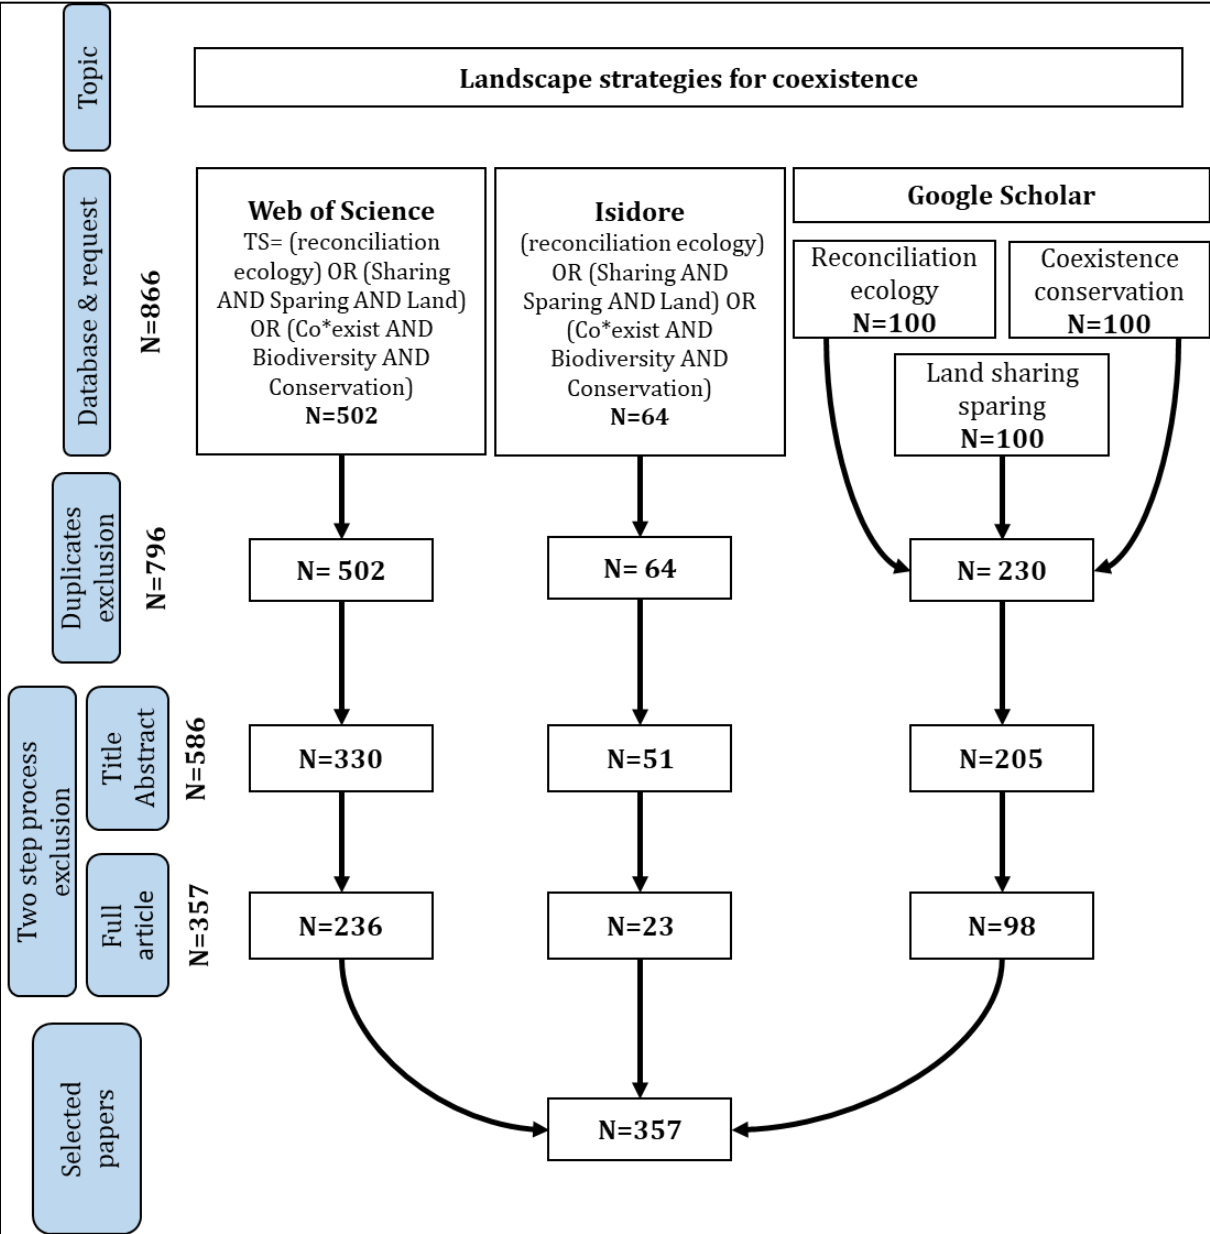 Topic
Landscape strategies for coexistence
Database & request
N=866
Web of Science
TS= (reconciliation
ecology) OR (Sharing
AND Sparing AND Land)
OR (Co*exist AND
Biodiversity AND
Conservation)
N=502
Isidore
(reconciliation ecology)
OR (Sharing AND
Sparing AND Land) OR
(Co*exist AND
Biodiversity AND
Conservation)
N=64
Google Scholar
Reconciliation
ecology
N=100
Coexistence
conservation
N=100
Land sharing
sparing
N=100
Duplicates
exclusion
N=796
N= 502
N= 64
N= 230
Two step process
exclusion
Title
Abstract
N=586
N=330
N=51
N=205
Full
article
N=357
N=236
N=23
N=98
Selected
papers
N=357